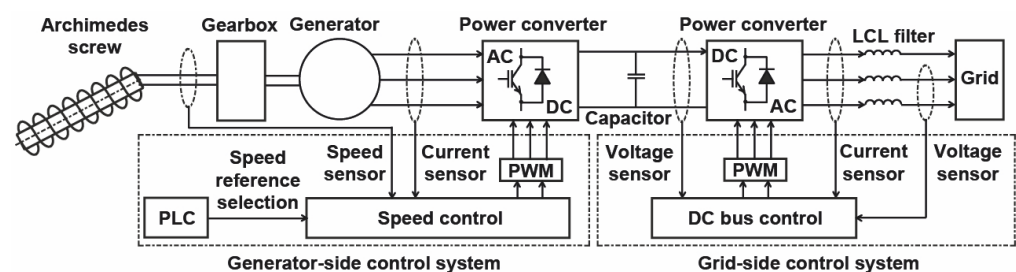 Archimedes
screw
Gearbox
Generator
Power converter
Power converter
LCL filter
AC
DC
DC
AC
Grid
Capacitor
Speed
reference
selection
Speed
sensor
Current
sensor
PWM
Voltage
sensor
PWM
Current
sensor
Voltage
sensor
PLC
Speed control
DC bus control
Generator-side control system
Grid-side control system